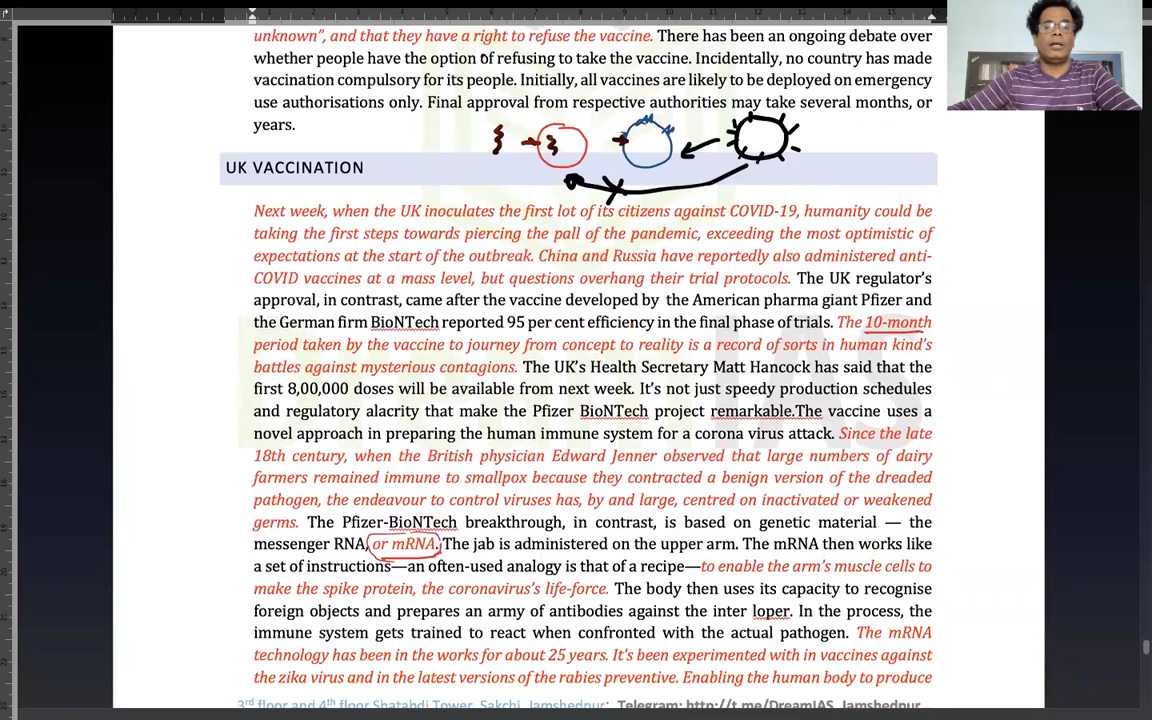 unknown", and that they have a right to refuse the vaccine. There has been an ongoing debate over
whether people have the option of refusing to take the vaccine. Incidentally, no country has made
vaccination compulsory for its people. Initially, all vaccines are likely to be deployed on emergency
use authorisations only. Final approval from respective authorities may take several months, or
years.
UK VACCINATION
Next week, when the UK inoculates the first lot of its citizens against COVID-19, humanity could be
taking the first steps towards piercing the pall of the pandemic, exceeding the most optimistic of
expectations at the start of the outbreak. China and Russia have reportedly also administered anti-
COVID vaccines at a mass level, but questions overhang their trial protocols. The UK regulator's
approval, in contrast, came after the vaccine developed by the American pharma giant Pfizer and
the German firm BioNTech reported 95 per cent efficiency in the final phase of trials. The 10-month
period taken by the vaccine to journey from concept to reality is a record of sorts in human kind's
battles against mysterious contagions. The UK's Health Secretary Matt Hancock has said that the
first 8,00,000 doses will be available from next week. It's not just speedy production schedules
and regulatory alacrity that make the Pfizer BioNTech project remarkable.The vaccine uses a
novel approach in preparing the human immune system for a corona virus attack. Since the late
18th century, when the British physician Edward Jenner observed that large numbers of dairy
farmers remained immune to smallpox because they contracted a benign version of the dreaded
pathogen, the endeavour to control viruses has, by and large, centred on inactivated or weakened
germs. The Pfizer-BioNTech breakthrough, in contrast, is based on genetic material — the
messenger RNA, or mRNA. The jab is administered on the upper arm. The mRNA then works like
a set of instructions—an often-used analogy is that of a recipe—to enable the arm's muscle cells to
make the spike protein, the coronavirus's life-force. The body then uses its capacity to recognise
foreign objects and prepares an army of antibodies against the inter loper. In the process, the
immune system gets trained to react when confronted with the actual pathogen. The mRNA
technology has been in the works for about 25 years. It's been experimented with in vaccines against
the zika virus and in the latest versions of the rabies preventive. Enabling the human body to produce
3rd floor and 4th floor Shatabdi Tower, Sakchi, Jamshedpur; Telegram: http://t.me/DreamIAS_Jamshedpur